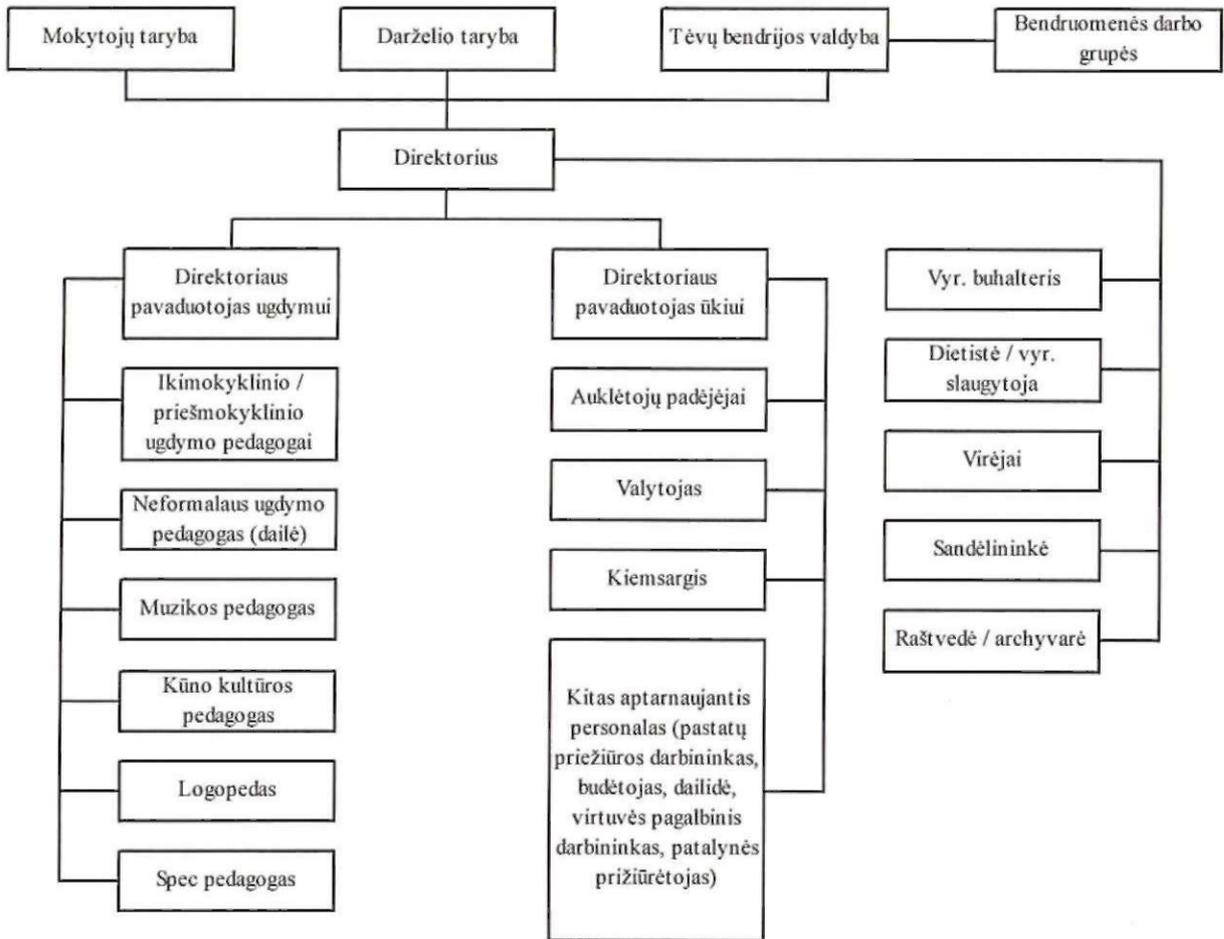 Mokytojų taryba
Darželio taryba
Tėvų bendrijos valdyba
Bendruomenės darbo
grupės
Direktorius
Direktoriaus
pavaduotojas ugdymui
Ikimokyklinio /
priešmokyklinio
ugdymo pedagogai
Neformalaus ugdymo
pedagogas (dailė)
Muzikos pedagogas
Kūno kultūros
pedagogas
Logopedas
Spec pedagogas
Direktoriaus
pavaduotojas ūkiui
Auklėtojų padėjėjai
Valytojas
Kiemsargis
Kitas aptarnaujantis
personalas (pastatų
priežiūros darbininkas,
budėtojas, dailidė,
virtuvės pagalbinis
darbininkas, patalynės
prižiūrėtojas)
Vyr. buhalteris
Dietistė / vyr.
slaugytoja
Virėjai
Sandėlininkė
Raštvedė / archyvarė